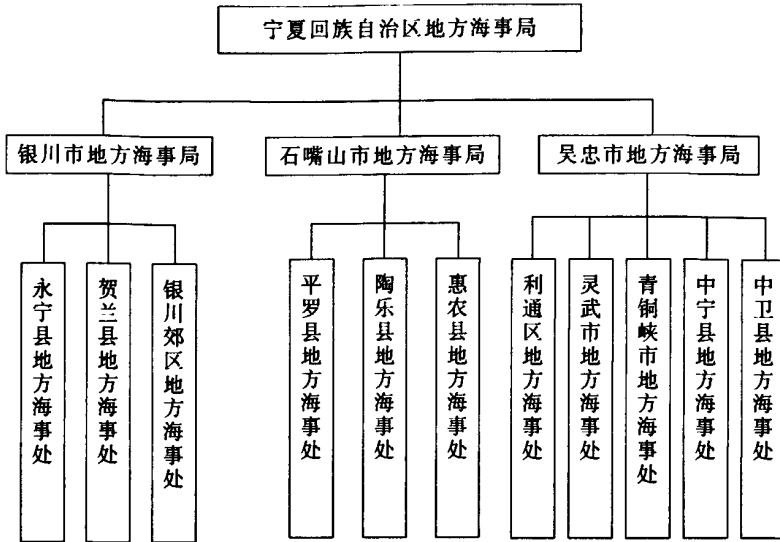 宁夏回族自治区地方海事局
银川市地方海事局
石嘴山市地方海事局
吴忠市地方海事局
永宁县地方海事处
贺兰县地方海事处
银川郊区地方海事处
平罗县地方海事处
陶乐县地方海事处
惠农县地方海事处
利通区地方海事处
灵武市地方海事处
青铜峡市地方海事处
中宁县地方海事处
中卫县地方海事处